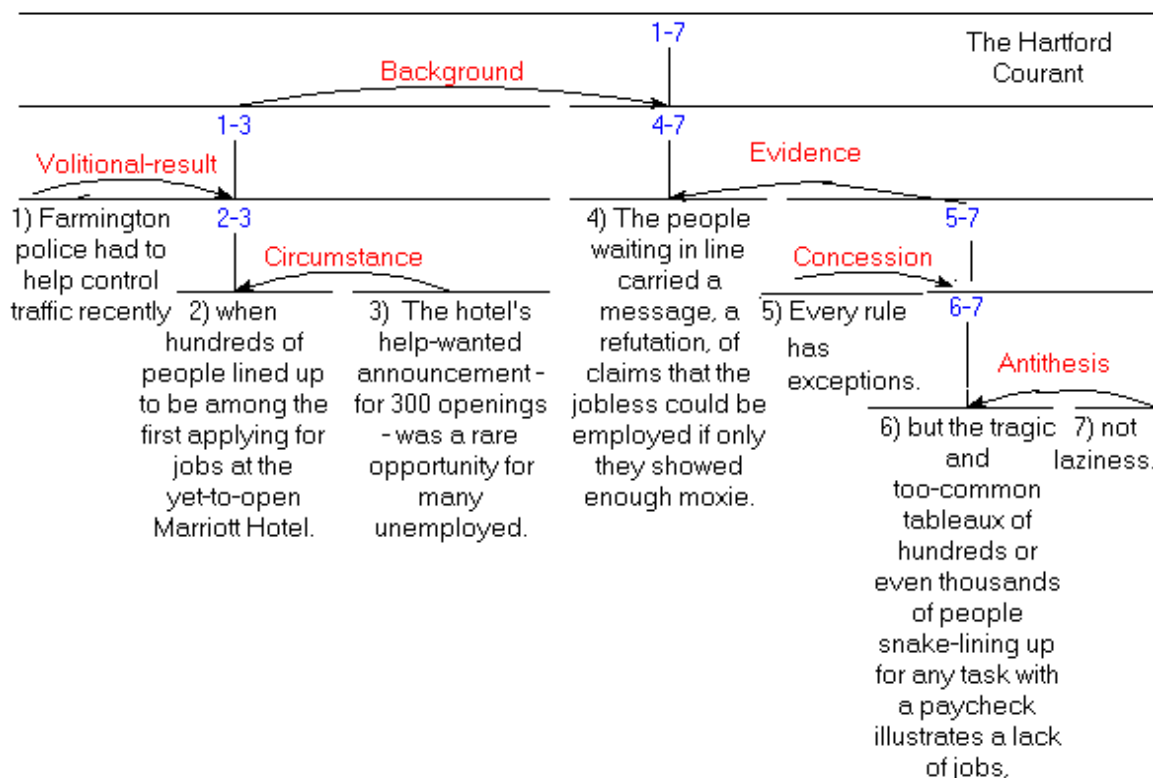 1-7
The Hartford
Courant
Background
1-3
4-7
Volitional-result
Evidence
1) Farmington
police had to
help control
traffic recently
2-3
Circumstance
2) when
hundreds of
people lined up
to be among the
first applying for
jobs at the
yet-to-open
Marriott Hotel.
3) The hotel's
help-wanted
announcement -
for 300 openings
- was a rare
opportunity for
many
unemployed.
4) The people
waiting in line
carried a
message, a
refutation, of
claims that the
jobless could be
employed if only
they showed
enough moxie.
5-7
Concession
5) Every rule
has
exceptions.
6-7
Antithesis
6) but the tragic
and
too-common
tableaux of
hundreds or
even thousands
of people
snake-lining up
for any task with
a paycheck
illustrates a lack
of jobs,
7) not
laziness.